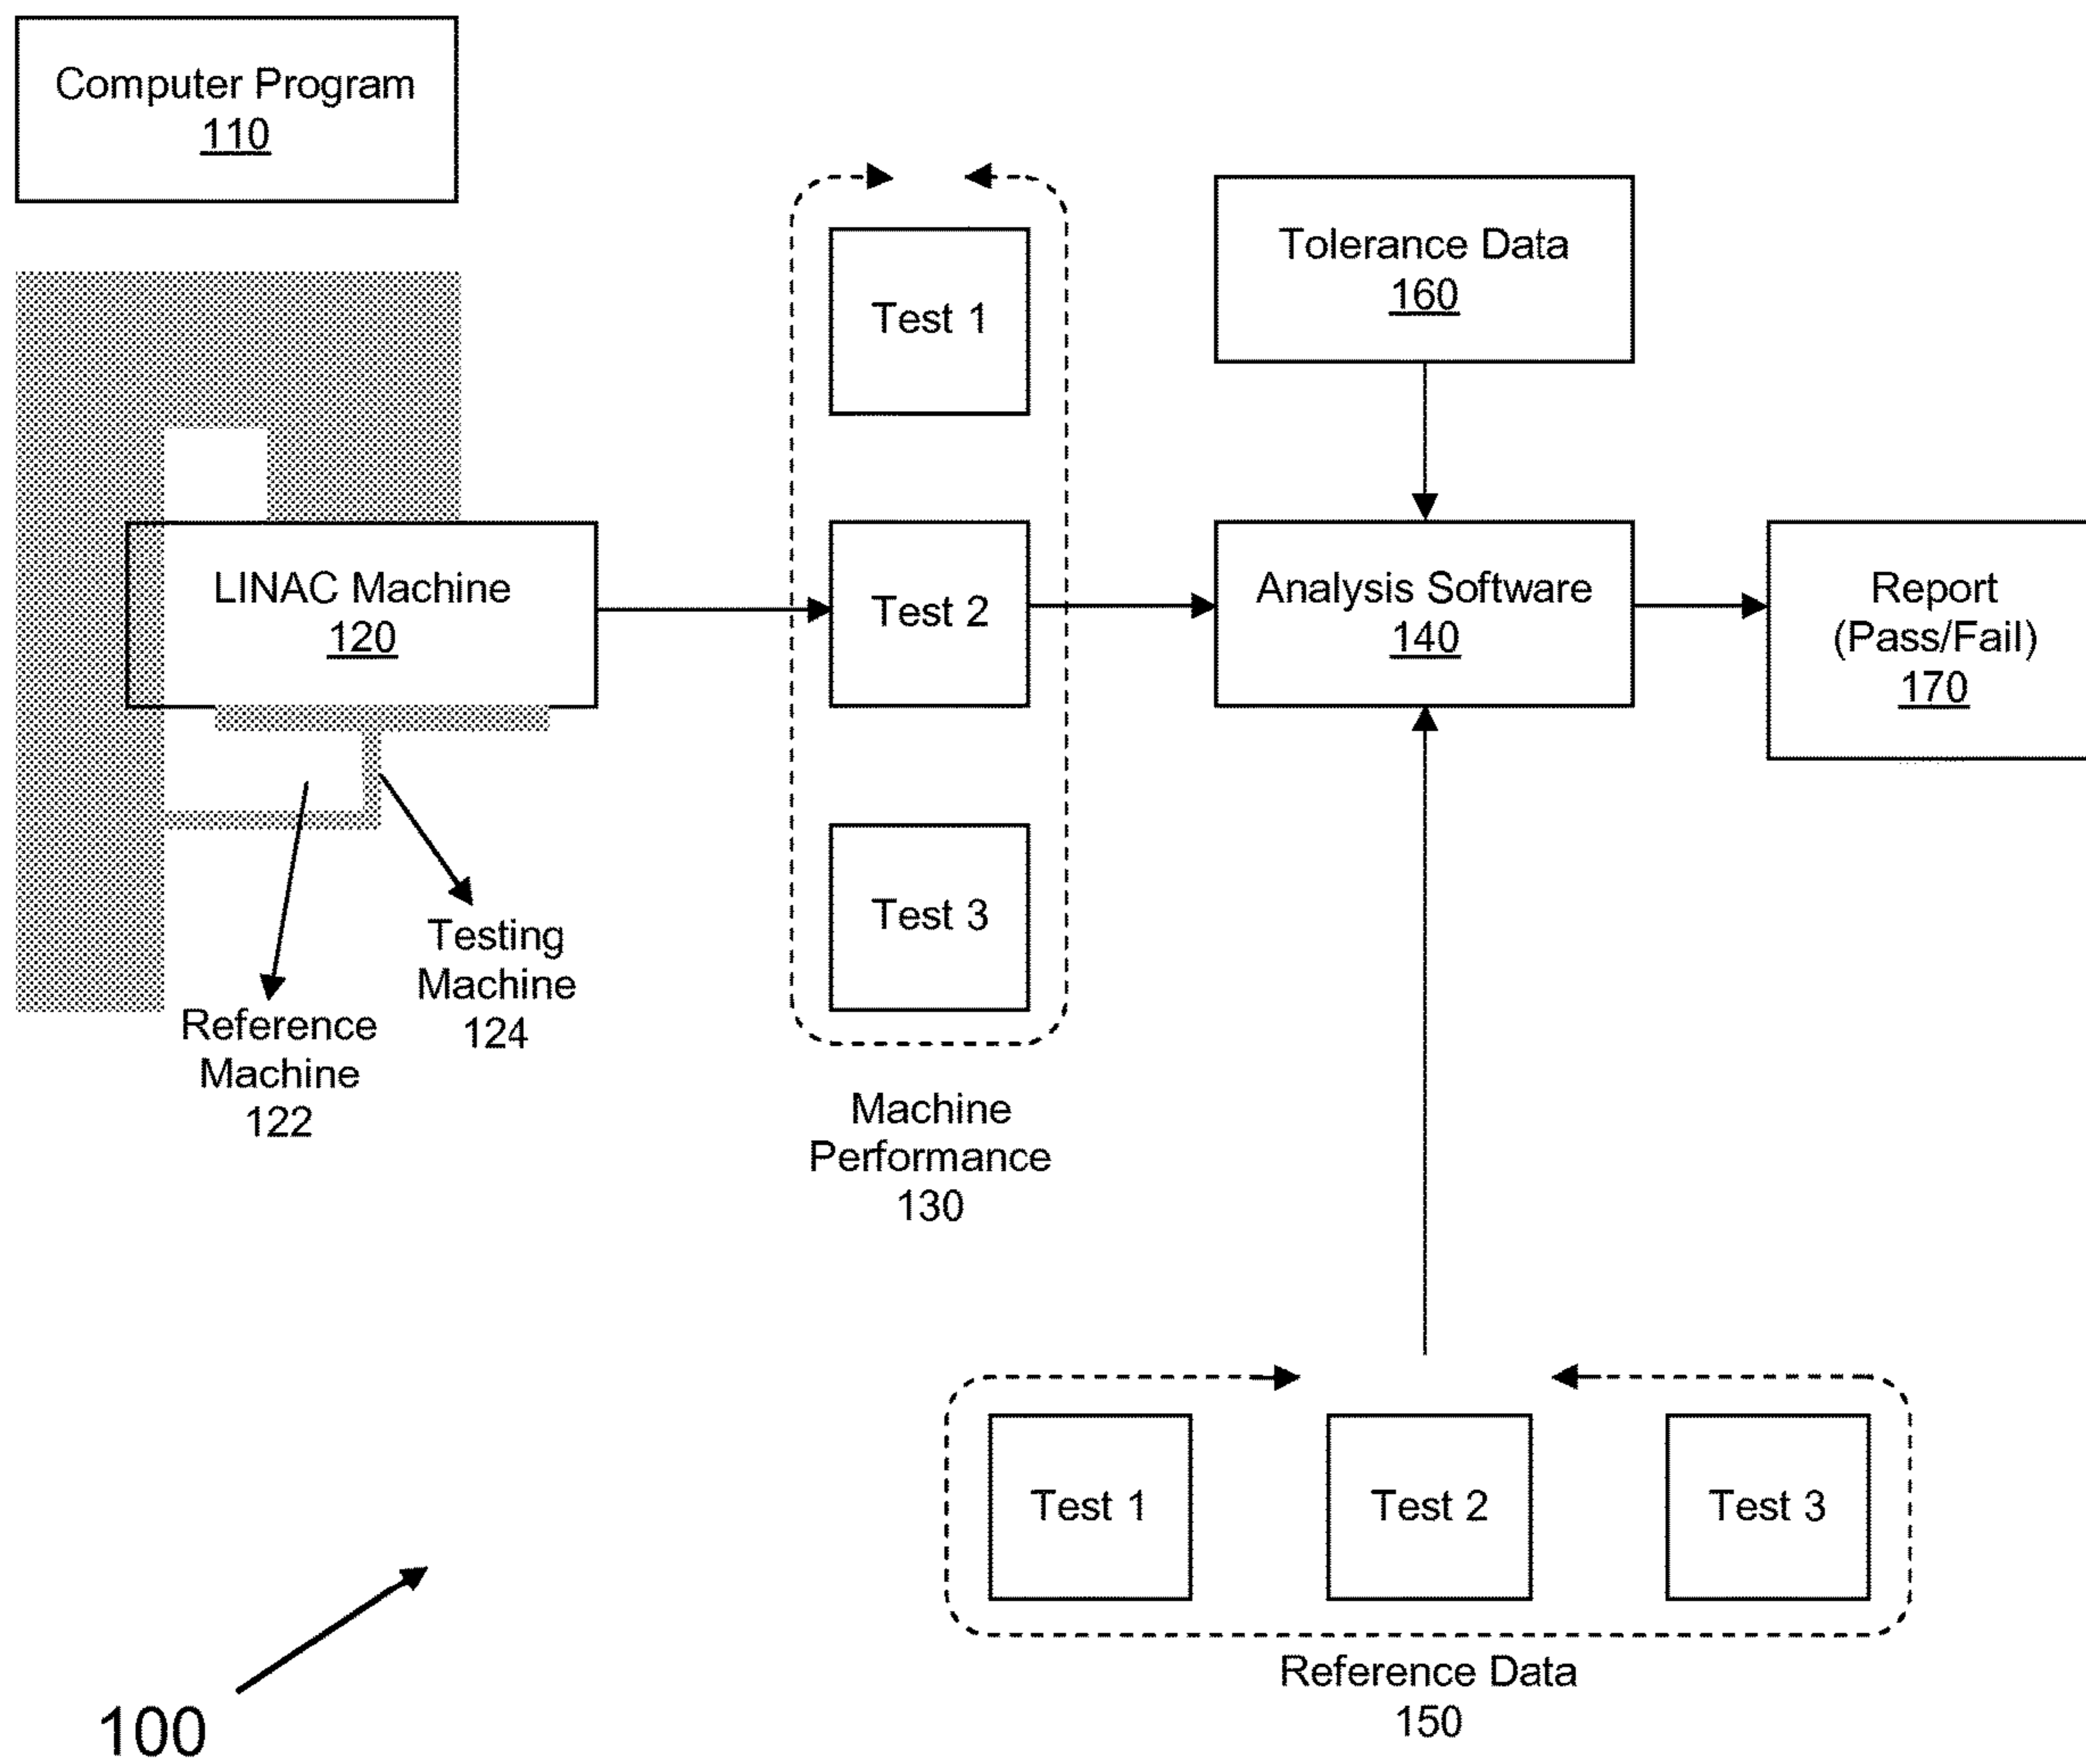 Computer Program
110
Tolerance Data
160
Test 1
LINAC Machine
120
Test 2
Analysis Software
140
Report
(Pass/Fail)
170
Test 3
Testing
Machine
124
Reference
Machine
122
Machine
Performance
130
Test 1
Test 2
Test 3
Reference Data
150
100